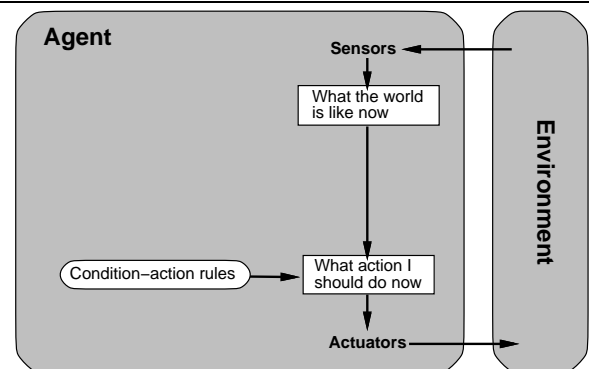 Agent
Sensors
What the world
is like now
Environment
Condition−action rules
What action I
should do now
Actuators